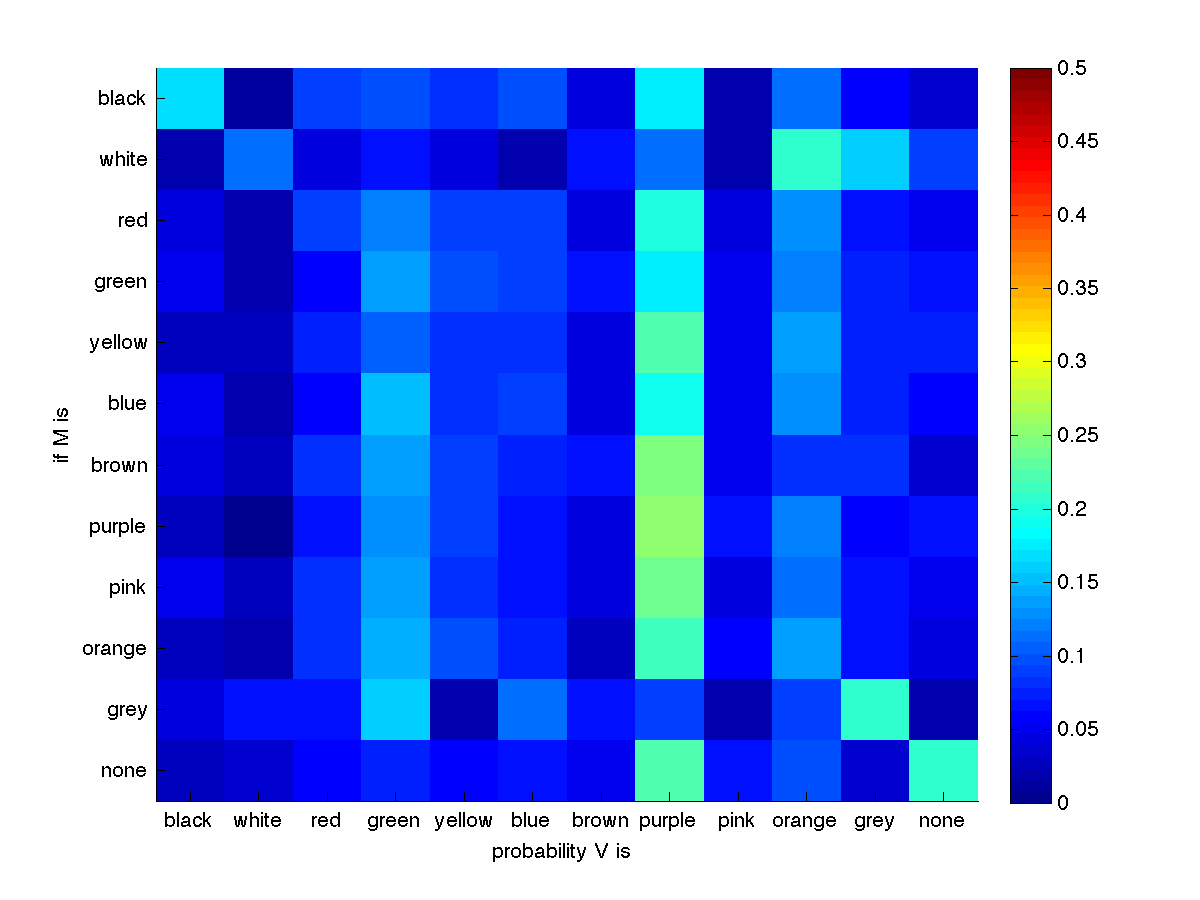 0.5
black
0.45
white
0.4
red
0.35
green
0.3
yellow
0.25
blue
if M is
0.2
brown
purple
0.15
pink
0.1
orange
0.05
grey
none
0
black white red green yellow blue brown purple pink orange grey none
probability V is